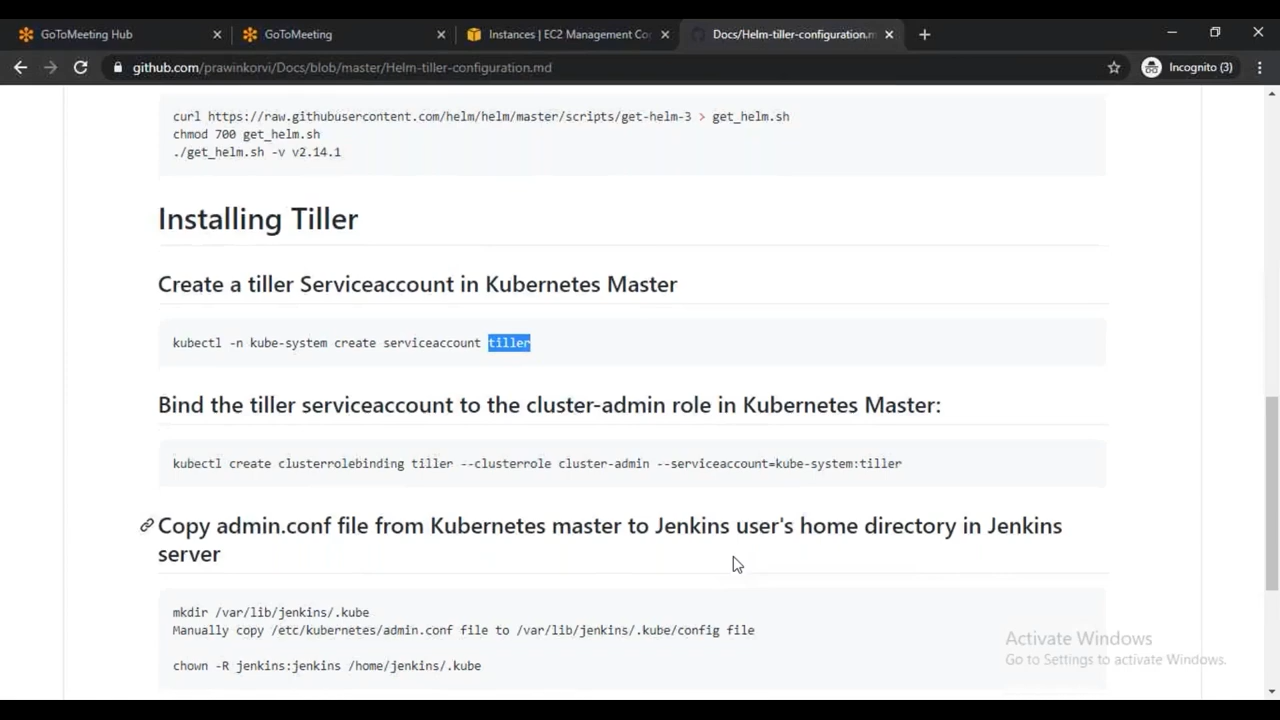 GoToMeeting Hub
GoToMeeting
Instances | EC2 Management Co
Docs/Helm-tiller-configuration.m
github.com/prawinkorvi/Docs/blob/master/Helm-tiller-configuration.md
Incognito (3)
curl https://raw.githubusercontent.com/helm/helm/master/scripts/get-helm-3 > get_helm.sh
chmod 700 get_helm.sh
./get_helm.sh -v v2.14.1
Installing Tiller
Create a tiller Serviceaccount in Kubernetes Master
kubectl -n kube-system create serviceaccount tiller
Bind the tiller serviceaccount to the cluster-admin role in Kubernetes Master:
kubectl create clusterrolebinding tiller --clusterrole cluster-admin --serviceaccount=kube-system:tiller
Copy admin.conf file from Kubernetes master to Jenkins user's home directory in Jenkins
server
mkdir /var/lib/jenkins/.kube
Manually copy /etc/kubernetes/admin.conf file to /var/lib/jenkins/.kube/config file
chown -R jenkins:jenkins /home/jenkins/.kube
Activate Windows
Go to Settings to activate Windows.